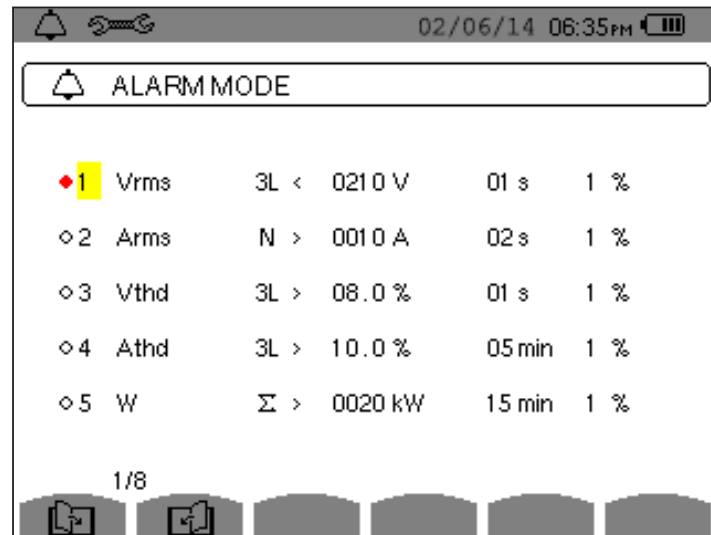 02/06/14 06:35PM
ALARM MODE
1 Vrms 3L < 0210 V 01 s 1 %
2 Arms N > 0010 A 02 s 1 %
3 Vthd 3L > 08.0 % 01 s 1 %
4 Athd 3L > 10.0 % 05 min 1 %
5 W Σ > 0020 kW 15 min 1 %
1/8